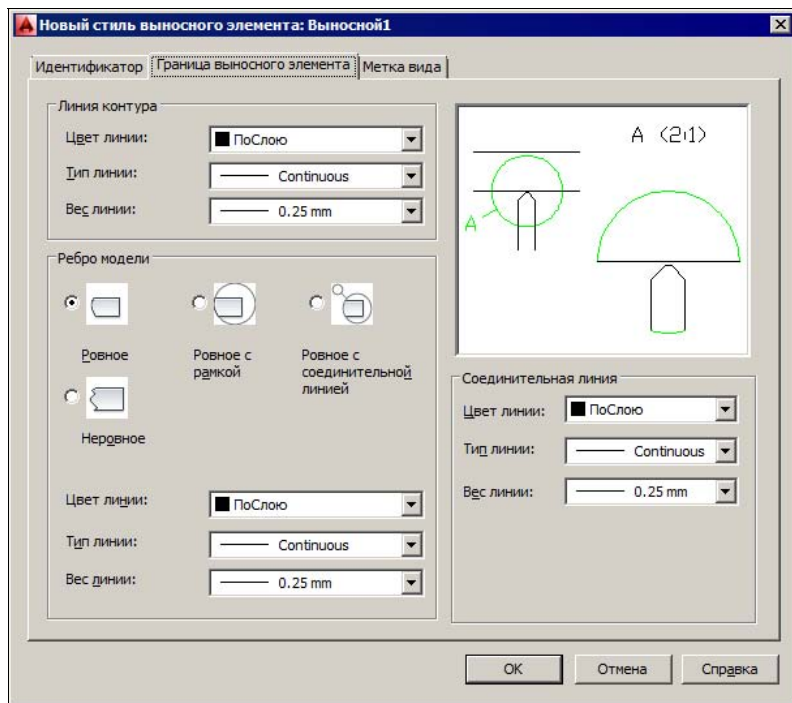 Новый стиль выносного элемента: Выносной1
Идентификатор
Граница выносного элемента
Метка вида
Линия контура
Цвет линии:
ПоСлою
Тип линии:
Continuous
Вес линии:
0.25 mm
Ребро модели
Ровное
Ровное с рамкой
Ровное с соединительной линией
Неровное
Цвет линии:
ПоСлою
Тип линии:
Continuous
Вес линии:
0.25 mm
A (2:1)
A
Соединительная линия
Цвет линии:
ПоСлою
Тип линии:
Continuous
Вес линии:
0.25 mm
OK
Отмена
Справка